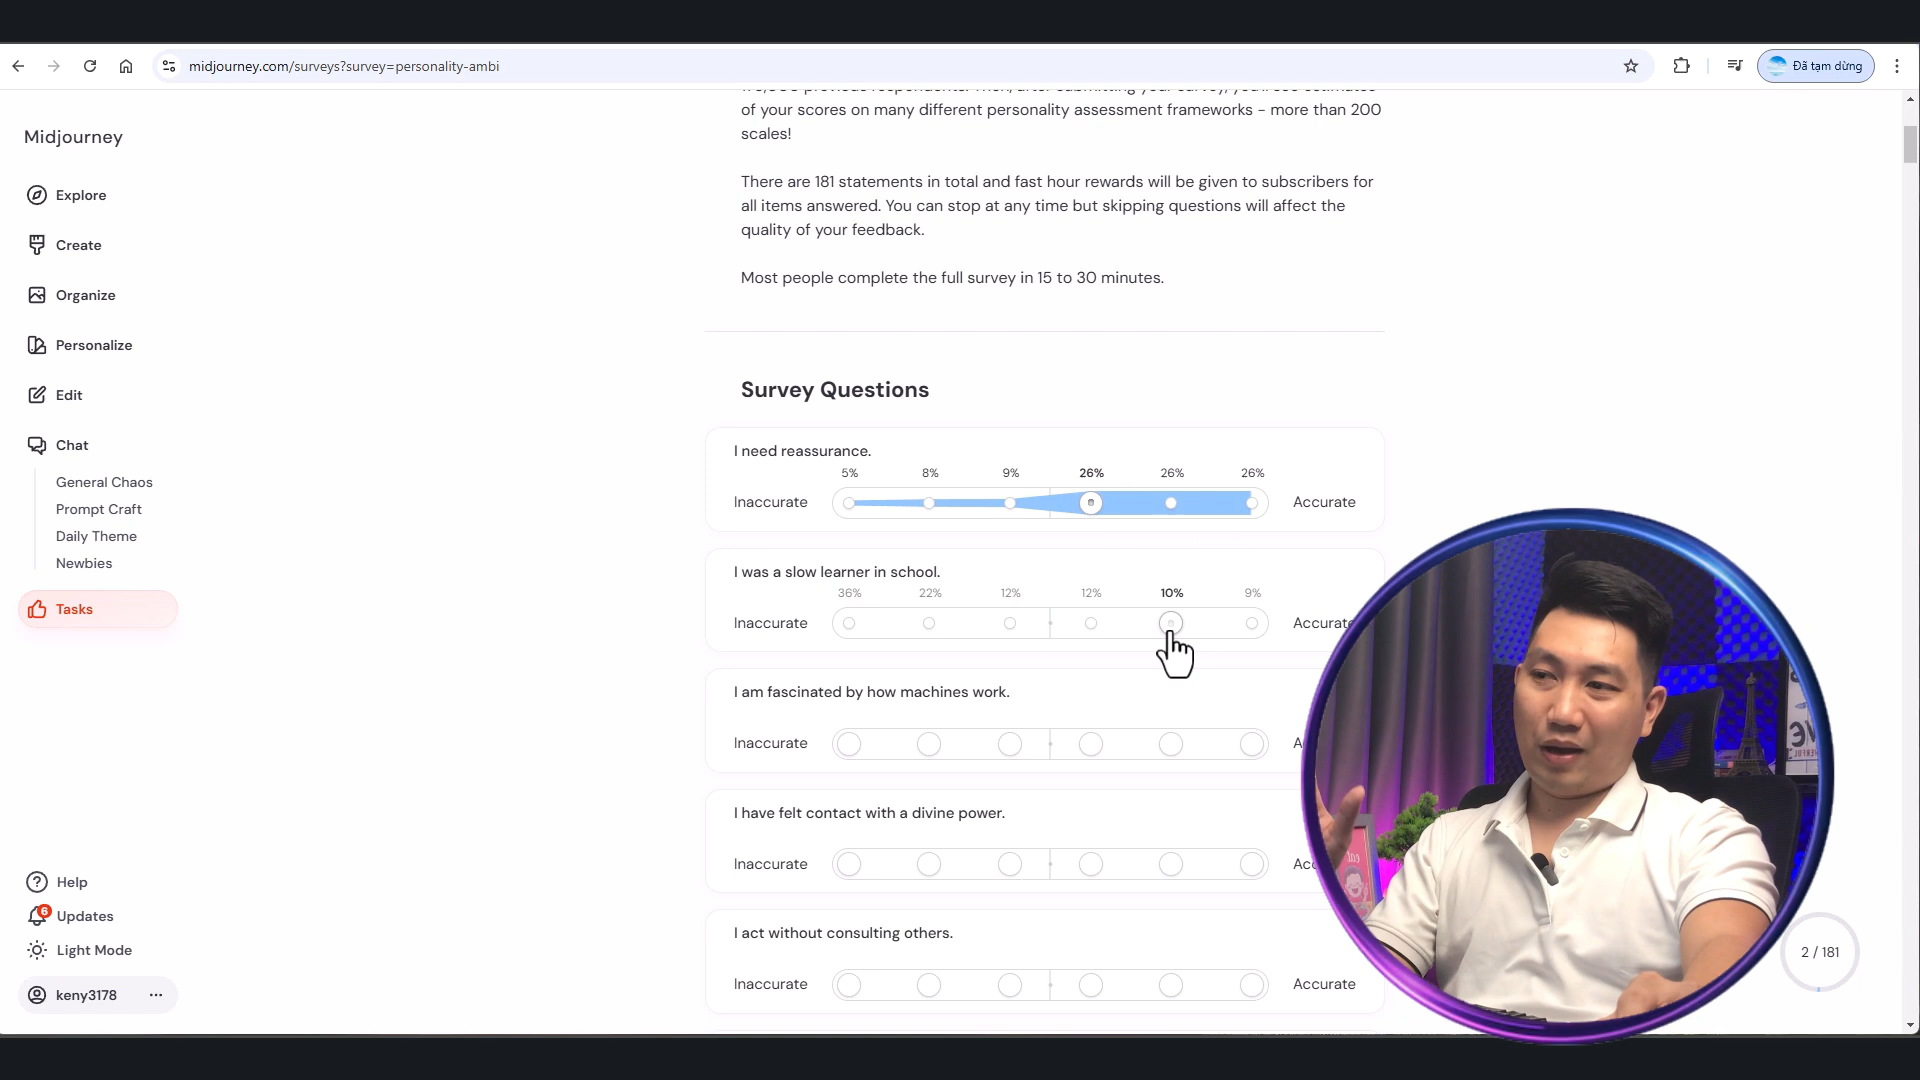 midjourney.com/surveys?survey=personality-ambi
Đã tạm dừng
Midjourney
Explore
Create
Organize
Personalize
Edit
Chat
General Chaos
Prompt Craft
Daily Theme
Newbies
Tasks
Help
6
Updates
Light Mode
keny3178
of your scores on many different personality assessment frameworks - more than 200
scales!
There are 181 statements in total and fast hour rewards will be given to subscribers for
all items answered. You can stop at any time but skipping questions will affect the
quality of your feedback.
Most people complete the full survey in 15 to 30 minutes.
Survey Questions
I need reassurance.
5% 8% 9% 26% 26% 26%
Inaccurate Accurate
I was a slow learner in school.
36% 22% 12% 12% 10% 9%
Inaccurate Accurate
I am fascinated by how machines work.
Inaccurate
I have felt contact with a divine power.
Inaccurate
I act without consulting others.
Inaccurate Accurate
2 / 181